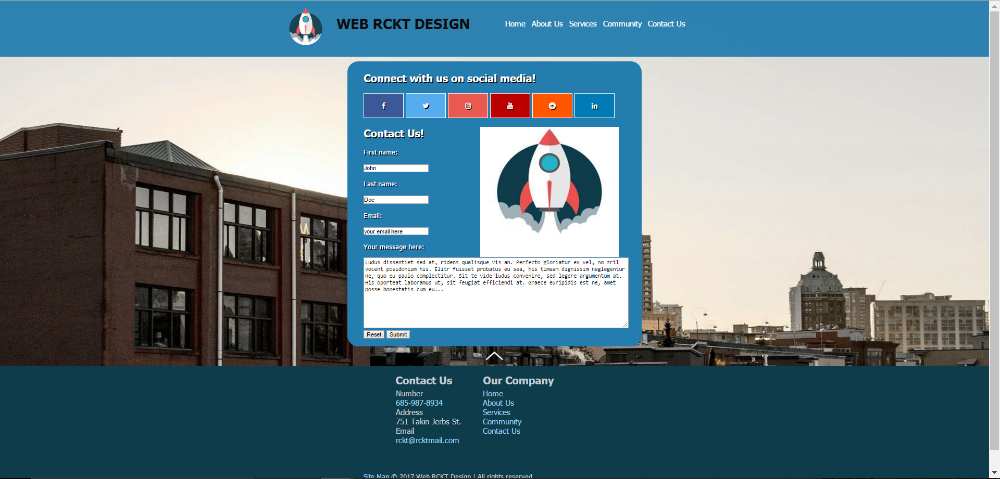 WEB RCKT DESIGN
Home About Us Services Community Contact Us
Connect with us on social media!
Contact Us!
First name:
John
Last name:
Doe
Email:
your email here
Your message here:
Ludus dissentiet sed at, ridens qualisque vis an. Perfecto gloriatur ex vel, no zril
vocent posidonium his. Elitr fuisset probatus eu sea, his timeam dignissim neglegentur
ne, quo eu paulo complectitur. Sit te vide ludus convenire, sed legere argumentum at.
His oporteat laboramus ut, sit feugiat efficiendi at. Graece euripidis est ne, amet
posse honestatis cum eu...
Reset Submit
Contact Us
Number
685-987-8934
Address
751 Takin Jerbs St.
Email
rckt@rcktmail.com
Our Company
Home
About Us
Services
Community
Contact Us
Site Map © 2017 Web RCKT Design | All rights reserved